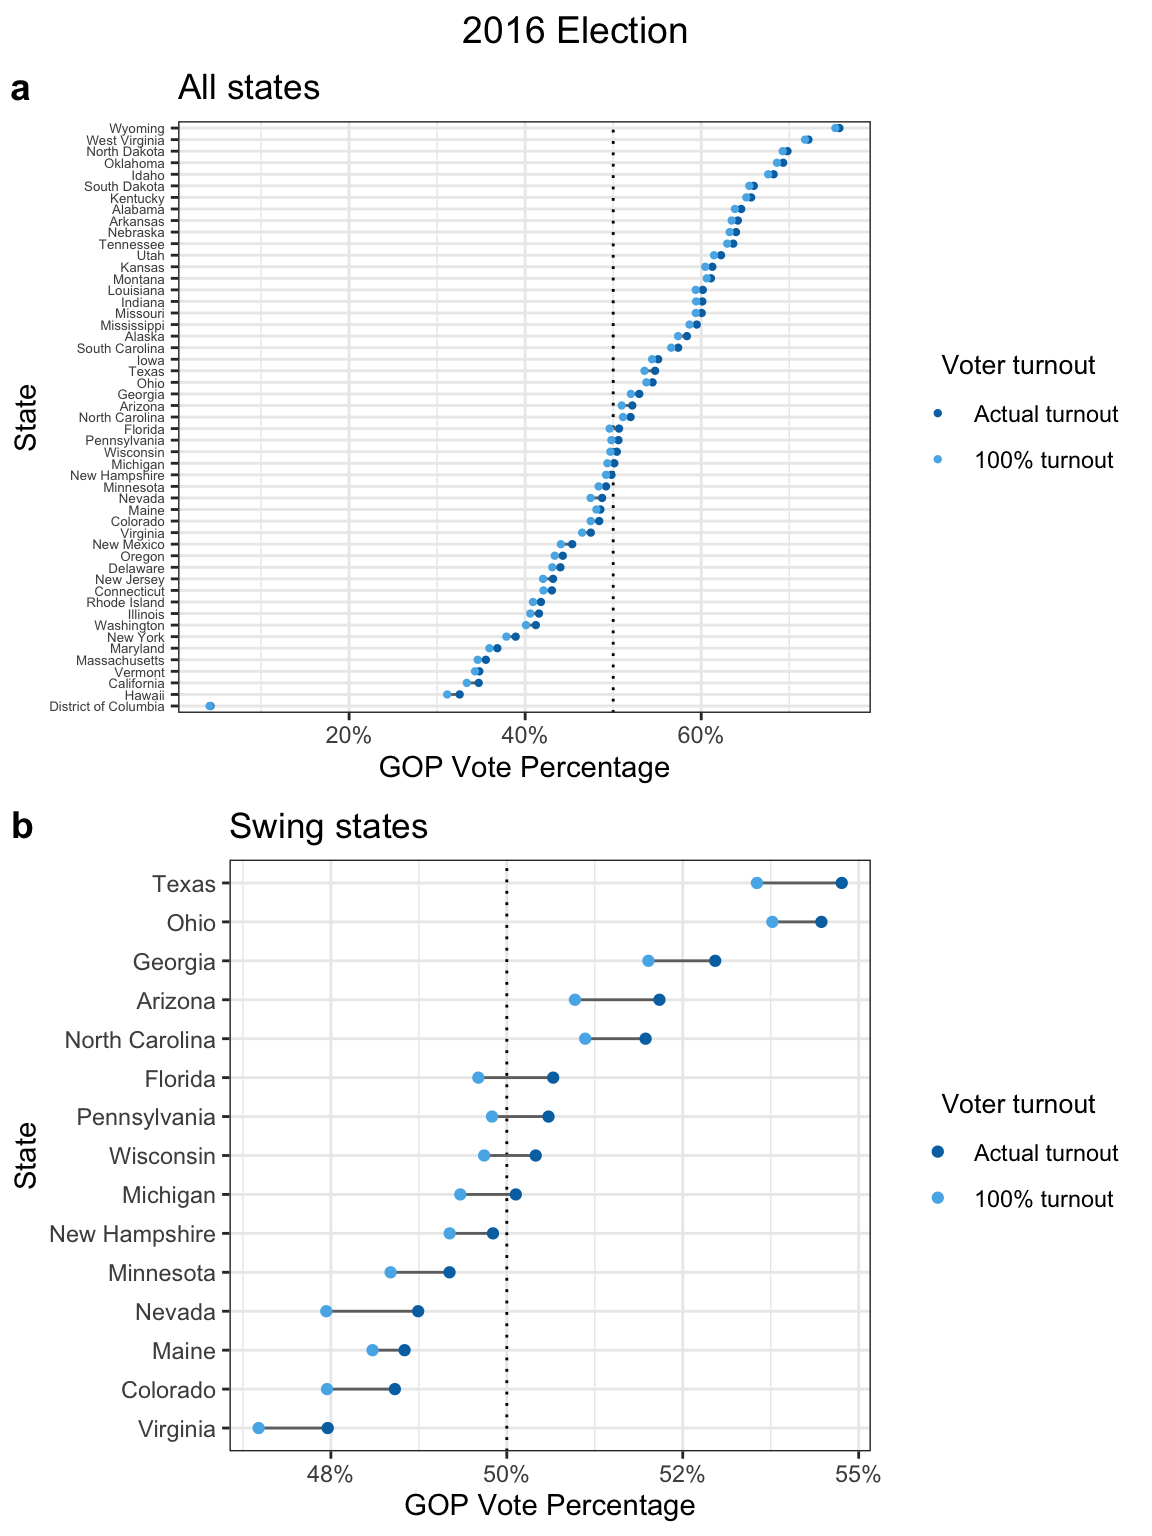 2016 Election
a
All states
Wyoming
West Virginia
North Dakota
Oklahoma
Idaho
South Dakota
Kentucky
Alabama
Arkansas
Nebraska
Tennessee
Utah
Kansas
Montana
Louisiana
Indiana
Missouri
Mississippi
Alaska
South Carolina
Iowa
Texas
Ohio
Georgia
Arizona
North Carolina
Florida
Pennsylvania
Wisconsin
Michigan
New Hampshire
Minnesota
Nevada
Maine
Colorado
Virginia
New Mexico
Oregon
Delaware
New Jersey
Connecticut
Rhode Island
Illinois
Washington
New York
Maryland
Massachusetts
Vermont
California
Hawaii
District of Columbia
State
20% 40% 60%
GOP Vote Percentage
Voter turnout
Actual turnout
100% turnout
b
Swing states
Texas
Ohio
Georgia
Arizona
North Carolina
Florida
Pennsylvania
Wisconsin
Michigan
New Hampshire
Minnesota
Nevada
Maine
Colorado
Virginia
State
48% 50% 52% 55%
GOP Vote Percentage
Voter turnout
Actual turnout
100% turnout